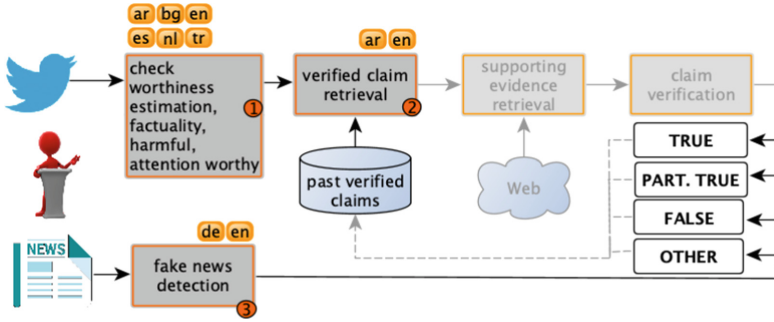 ar bg en
es nl tr
check
worthiness
estimation,
factuality,
harmful,
attention worthy
1
ar en
verified claim
retrieval
2
supporting
evidence
retrieval
claim
verification
past verified
claims
Web
TRUE
PART. TRUE
FALSE
OTHER
NEWS
de en
fake news
detection
3